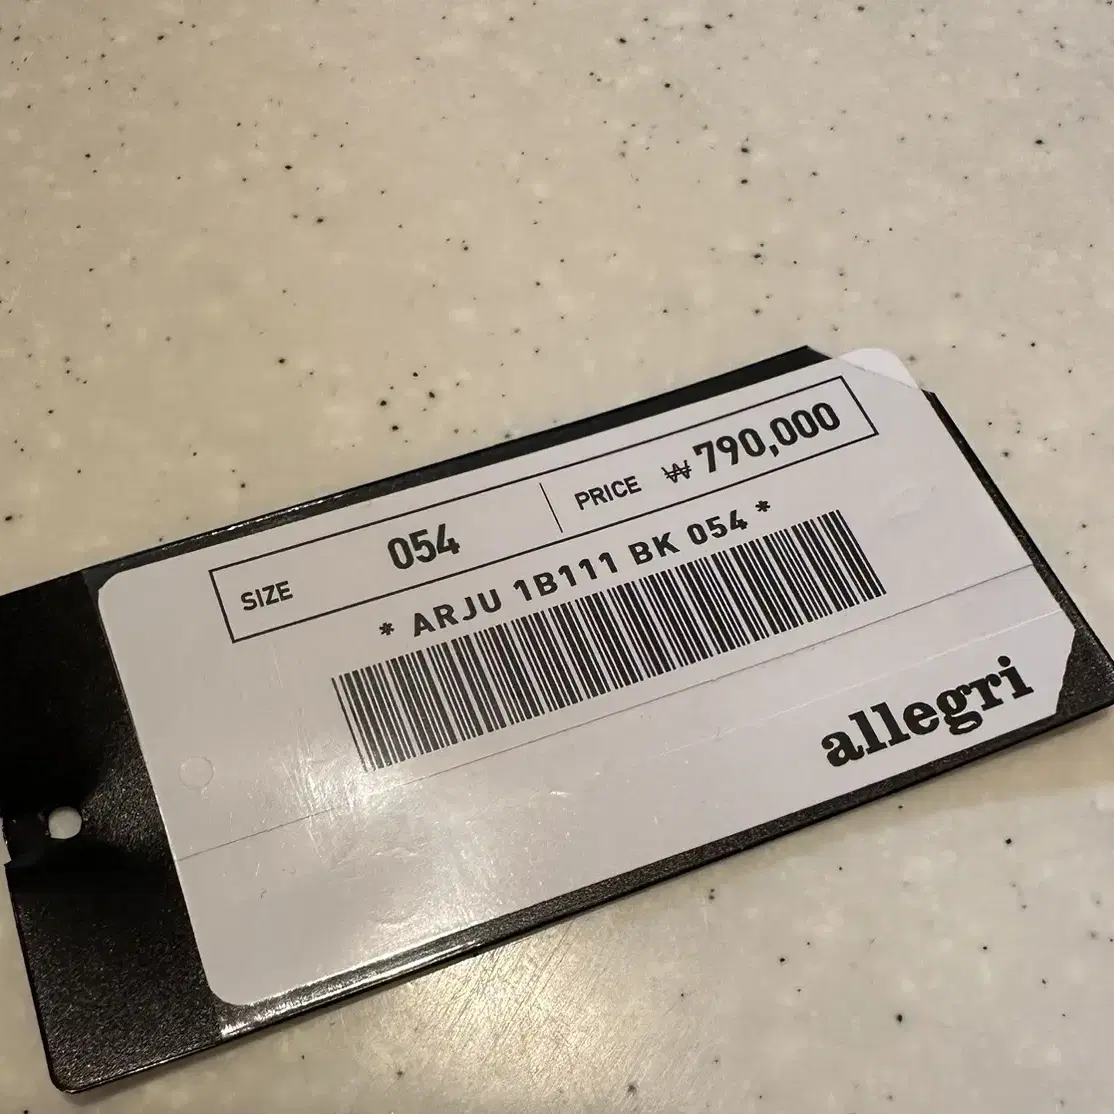 SIZE 054 PRICE ₩790,000
* ARJU 1B111 BK 054 *
allegri